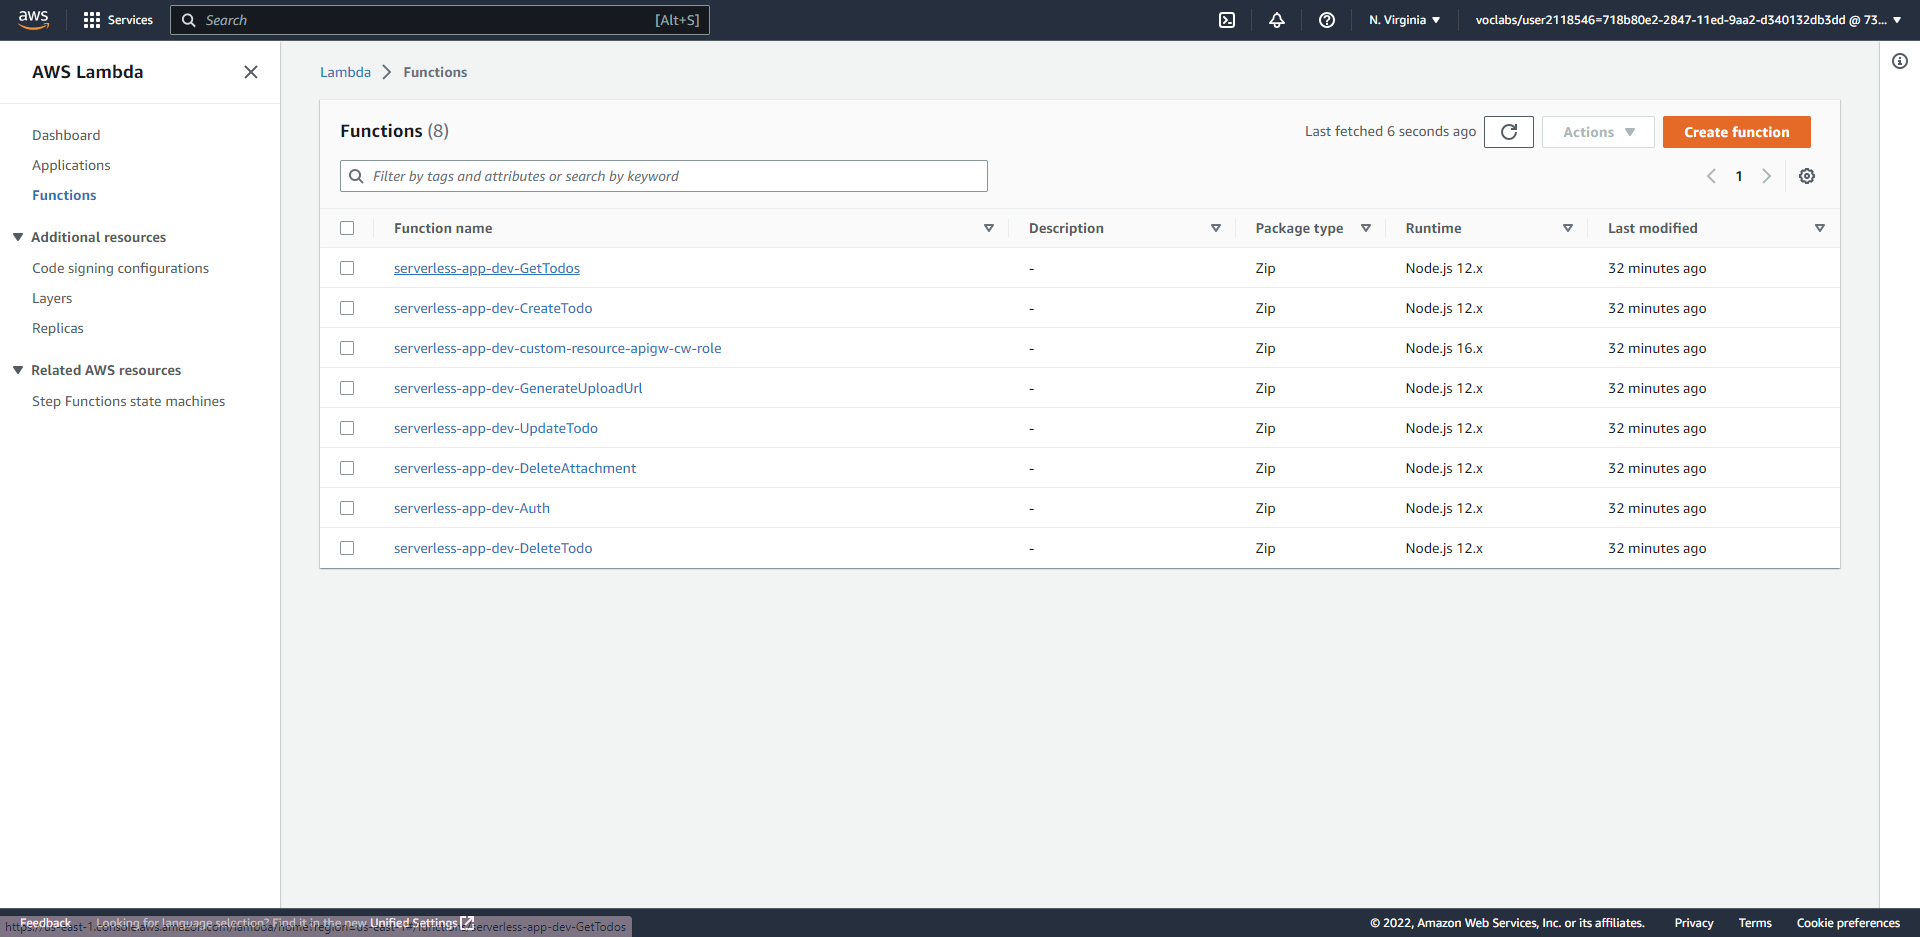 aws Services Search [Alt+S] N. Virginia voclabs/user2118546=718b80e2-2847-11ed-9aa2-d340132db3dd @ 73...
AWS Lambda
Dashboard
Applications
Functions
Additional resources
Code signing configurations
Layers
Replicas
Related AWS resources
Step Functions state machines
Lambda Functions
Functions (8) Last fetched 6 seconds ago Actions Create function
Filter by tags and attributes or search by keyword 1
Function name Description Package type Runtime Last modified
serverless-app-dev-GetTodos - Zip Node.js 12.x 32 minutes ago
serverless-app-dev-CreateTodo - Zip Node.js 12.x 32 minutes ago
serverless-app-dev-custom-resource-apigw-cw-role - Zip Node.js 16.x 32 minutes ago
serverless-app-dev-GenerateUploadUrl - Zip Node.js 12.x 32 minutes ago
serverless-app-dev-UpdateTodo - Zip Node.js 12.x 32 minutes ago
serverless-app-dev-DeleteAttachment - Zip Node.js 12.x 32 minutes ago
serverless-app-dev-Auth - Zip Node.js 12.x 32 minutes ago
serverless-app-dev-DeleteTodo - Zip Node.js 12.x 32 minutes ago
Feedback Looking for language selection? Find it in the new Unified Settings © 2022, Amazon Web Services, Inc. or its affiliates. Privacy Terms Cookie preferences
https://us-east-1.console.aws.amazon.com/lambda/home?region=us-east-1#/functions/serverless-app-dev-GetTodos